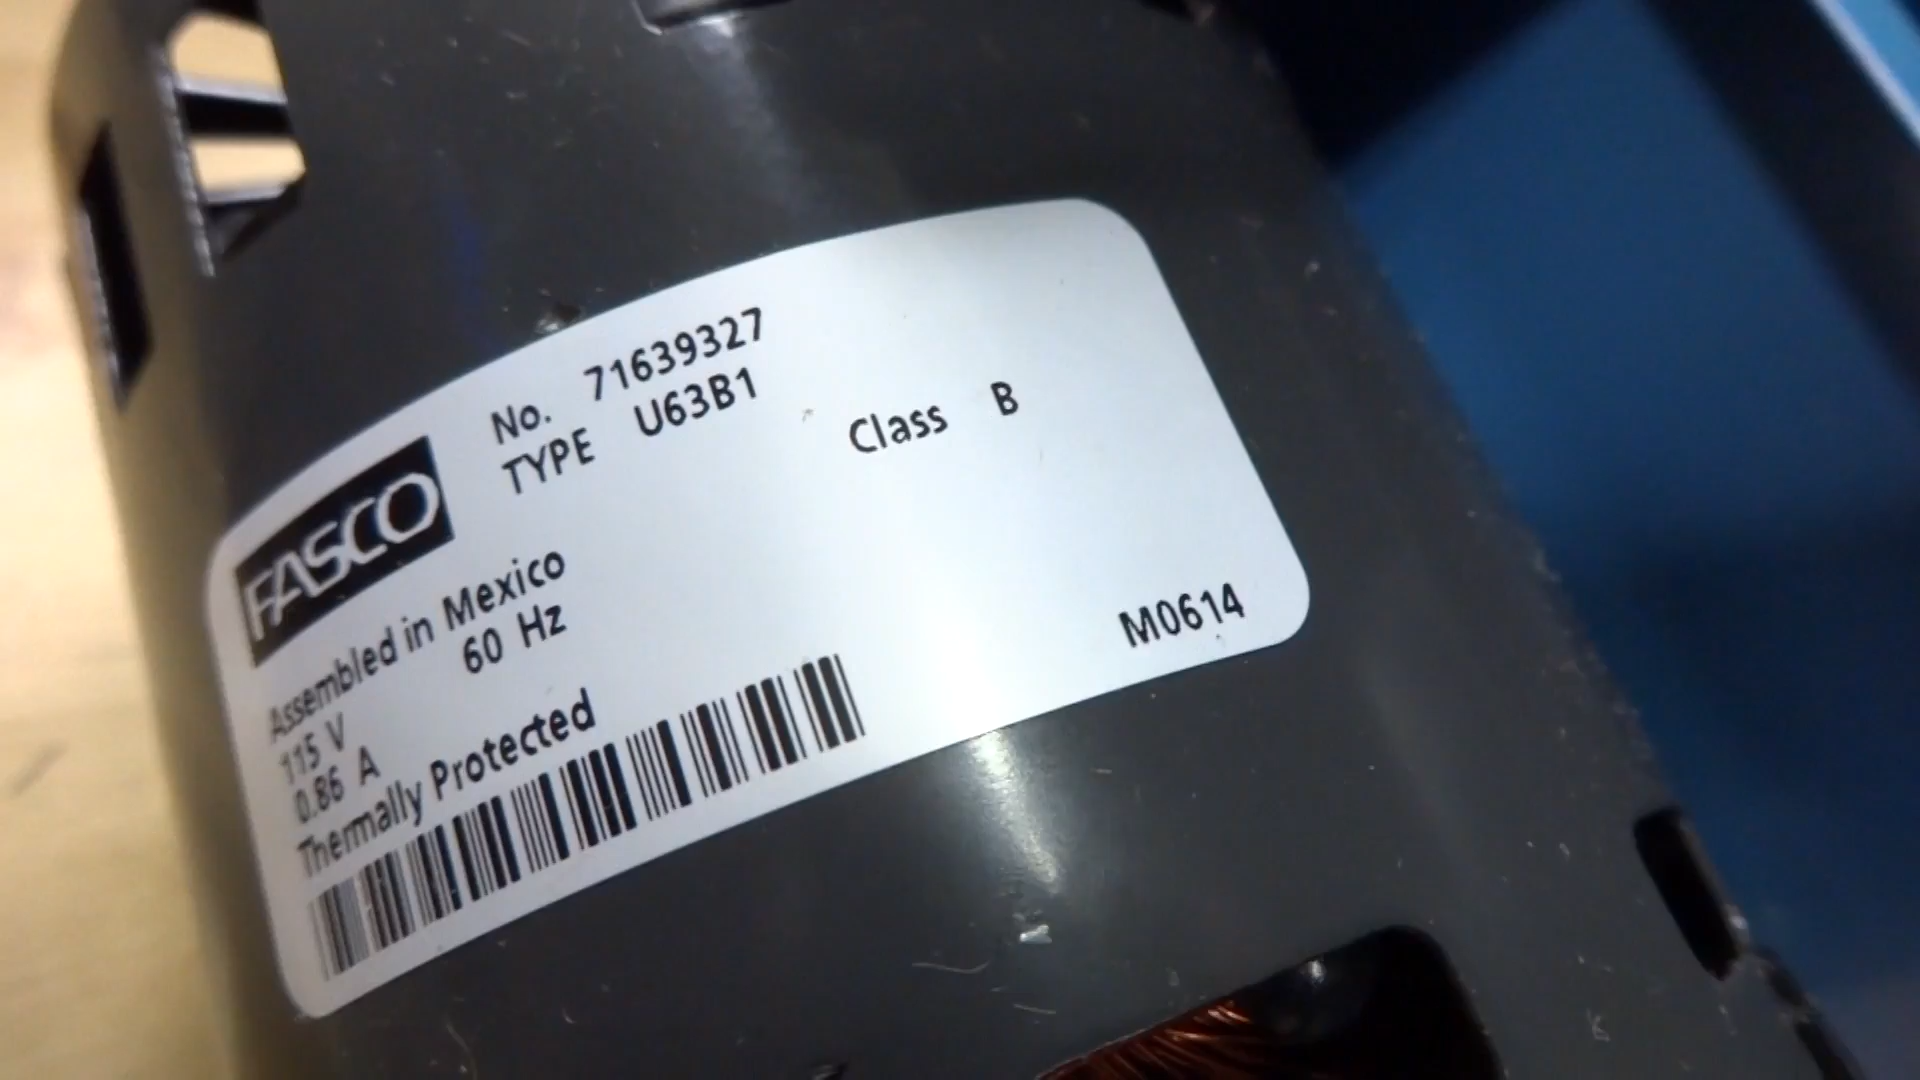 No. 71639327
TYPE U63B1
Class B
FASCO
Assembled in Mexico
115 V 60 Hz
0.86 A
Thermally Protected
M0614